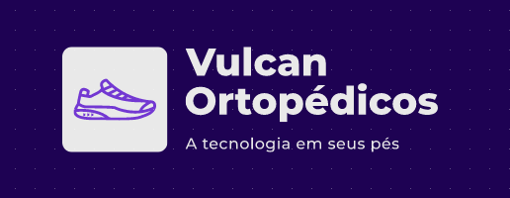 Vulcan
Ortopédicos
A tecnologia em seus pés